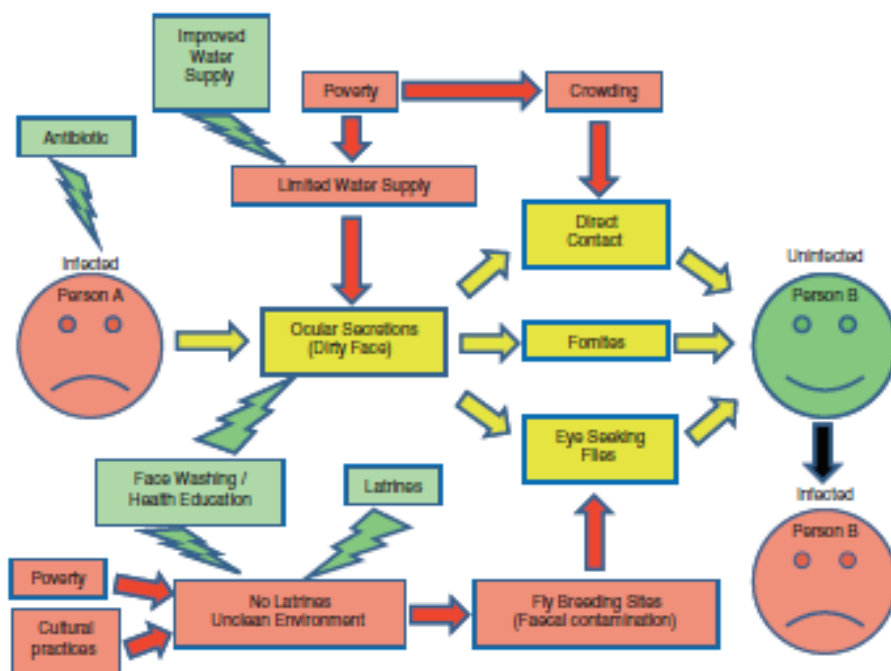 Improved
Water
Supply
Poverty
Crowding
Antibiotic
Limited Water Supply
Direct
Contact
Infected
Person A
Uninfected
Person B
Ocular Secretions
(Dirty Face)
Fomites
Eye Seeking
Flies
Face Washing /
Health Education
Latrines
Infected
Person B
Poverty
No Latrines
Unclean Environment
Fly Breeding Sites
(Faecal contamination)
Cultural
practices